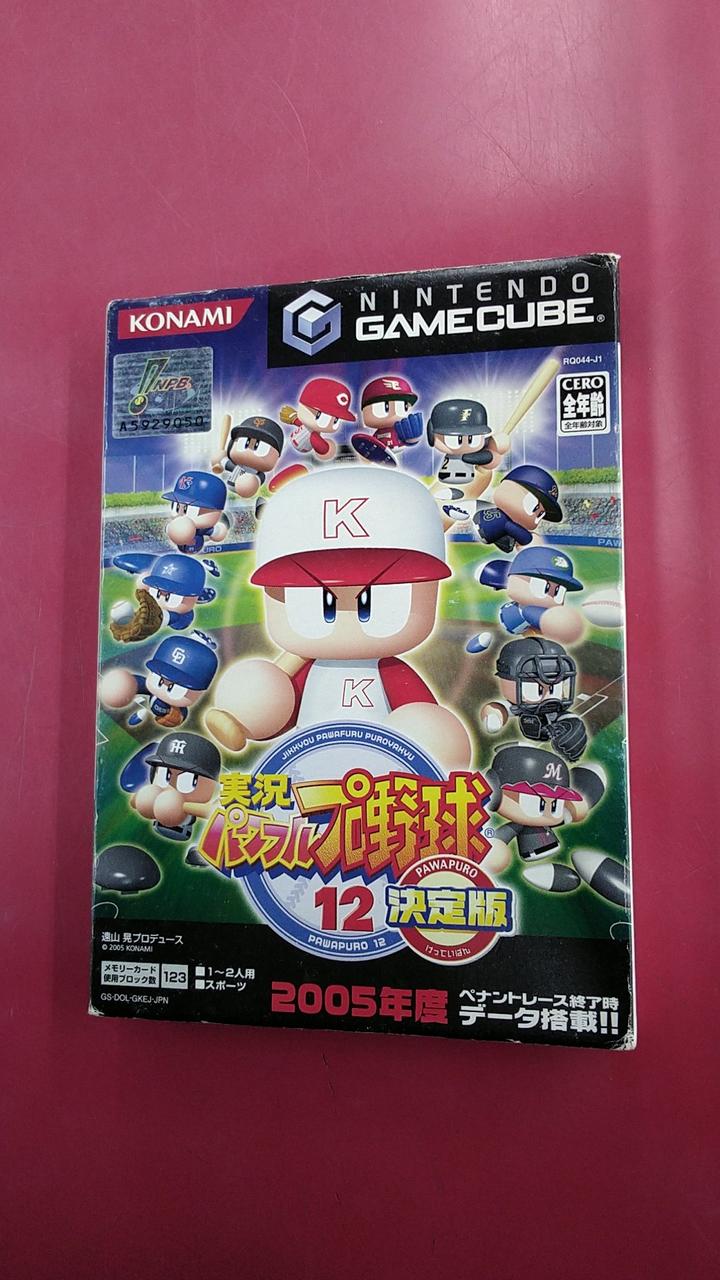 KONAMI
NINTENDO
GAMECUBE®
RQ044-J1
NPB
A5929050
CERO
全年齢
全年齢対象
K
K
JIKKYOU PAWAFURU PUROYAKYU
実況
パワフルプロ野球®
12
決定版
PAWAPURO
けっていばん
PAWAPURO 12
遠山 晃プロデュース
© 2005 KONAMI
メモリーカード
使用ブロック数
123
■1〜2人用
■スポーツ
GS-DOL-GKEJ-JPN
2005年度
ペナントレース終了時
データ搭載!!